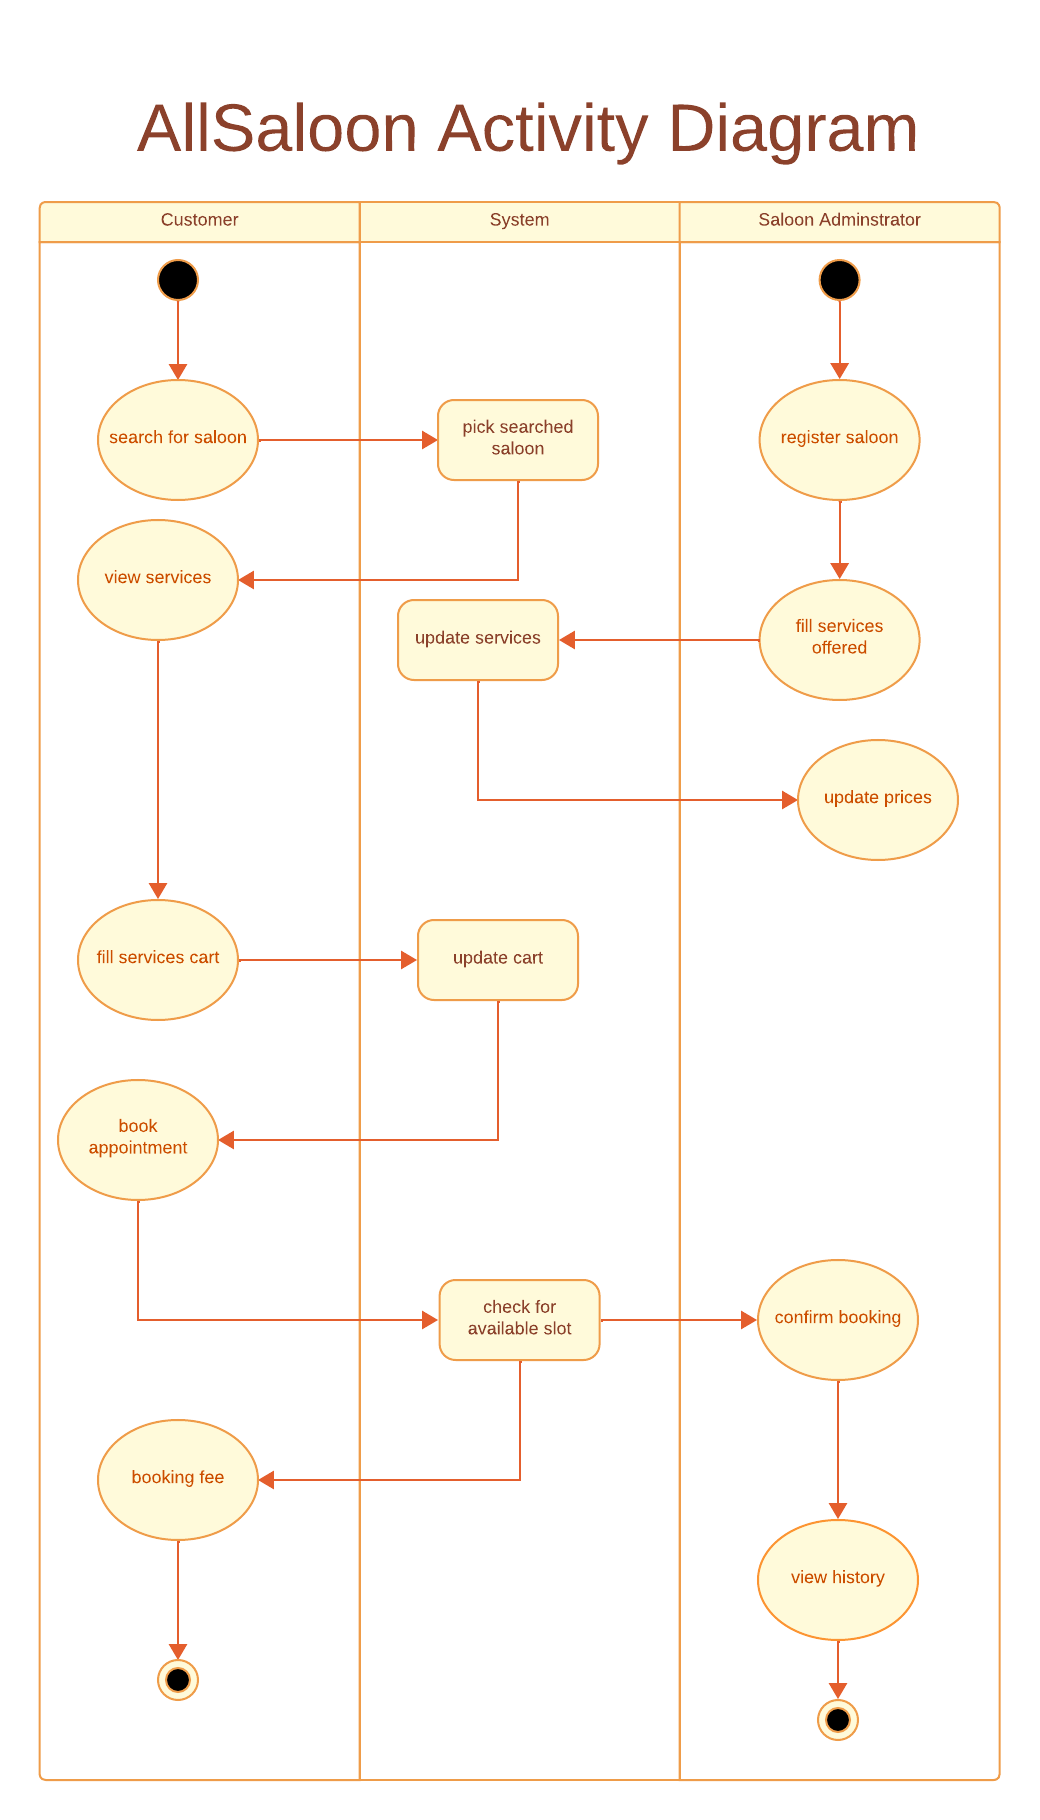 AllSaloon Activity Diagram
Customer
System
Saloon Adminstrator
search for saloon
pick searched
saloon
register saloon
view services
update services
fill services
offered
update prices
fill services cart
update cart
book
appointment
check for
available slot
confirm booking
booking fee
view history